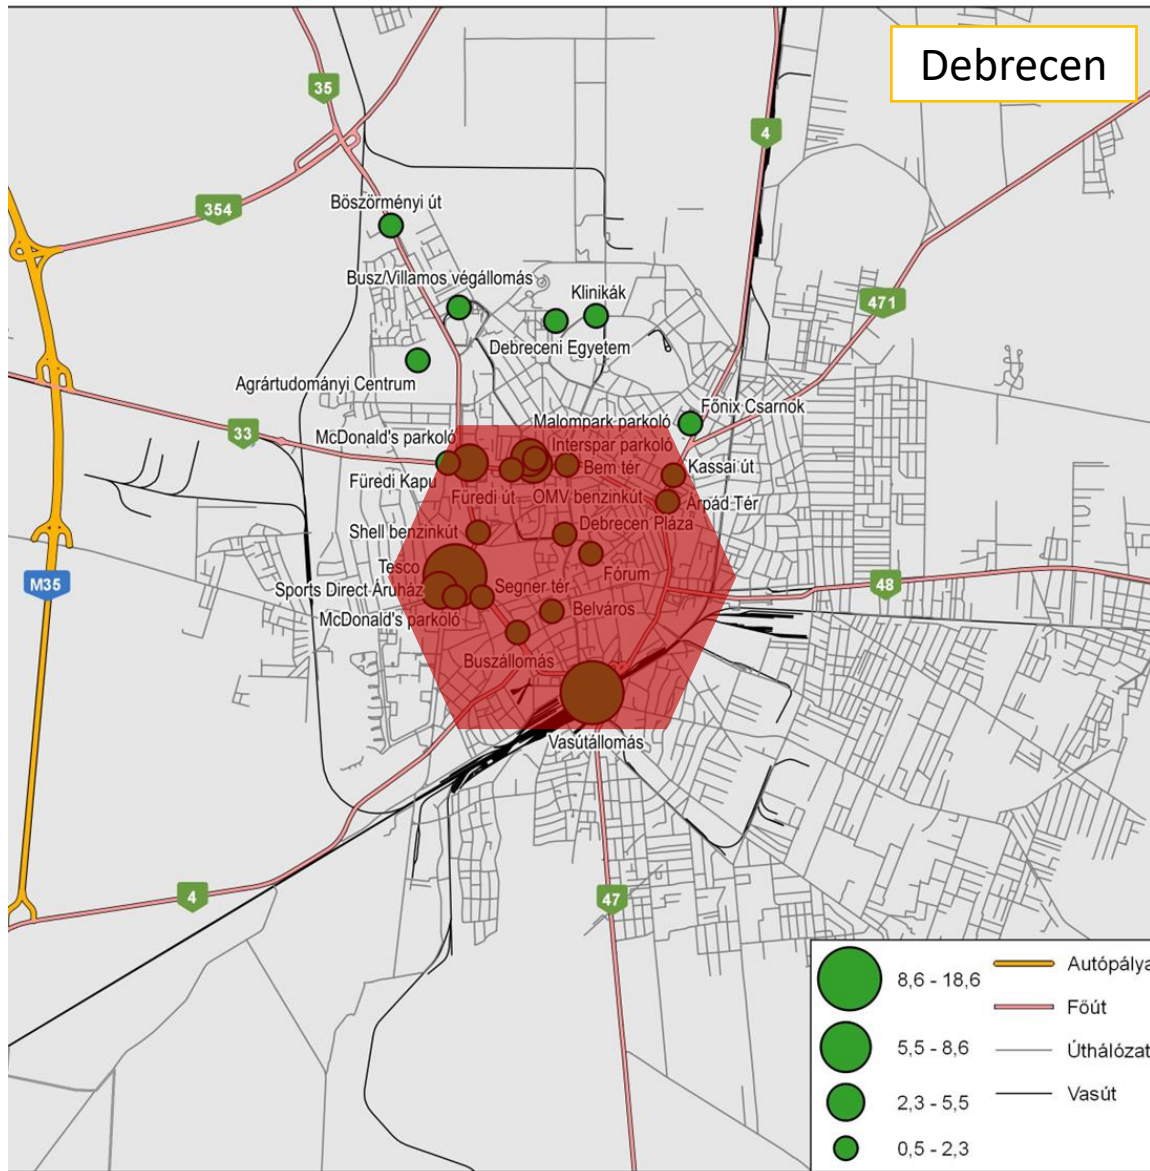 Debrecen
35
4
354
Böszörményi út
Busz/Villamos végállomás
Klinikák
471
Debreceni Egyetem
Agrártudományi Centrum
Főnix Csarnok
Malompark parkoló
33
McDonald's parkoló
Interspar parkoló
Bem tér
Kassai út
Füredi Kapu
Füredi út
OMV benzinkút
Árpád Tér
Shell benzinkút
Debrecen Pláza
Tesco
Fórum
M35
48
Sports Direct Áruház
Segner tér
McDonald's parkoló
Belváros
Buszállomás
Vasútállomás
4
47
8,6 - 18,6
Autópálya
Főút
5,5 - 8,6
Úthálózat
2,3 - 5,5
Vasút
0,5 - 2,3